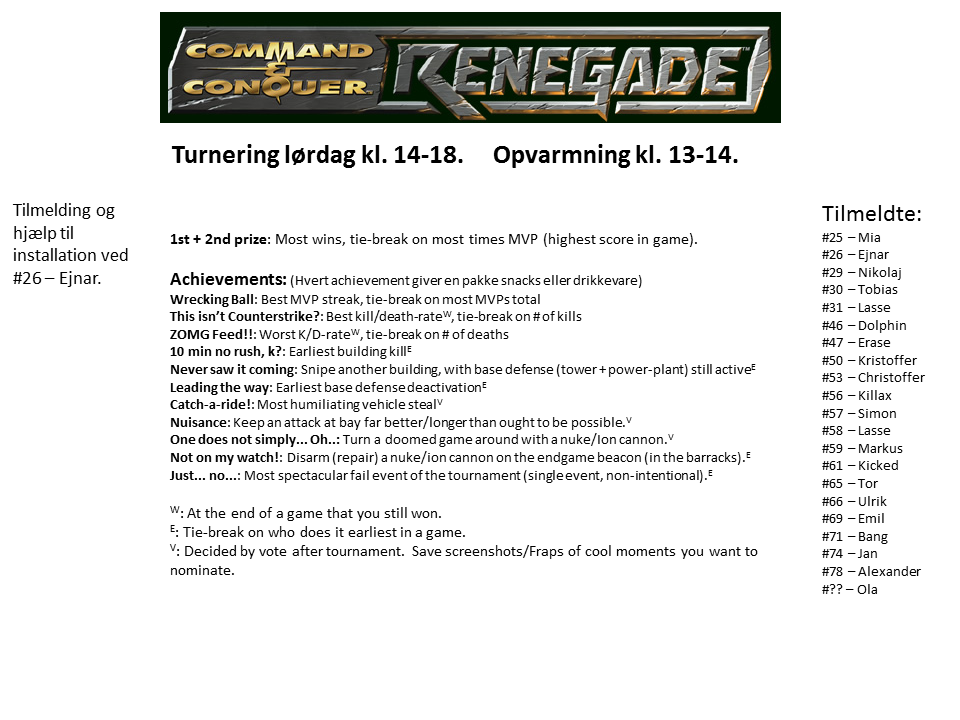 COMMAND & CONQUER RENEGADE™
Turnering lørdag kl. 14-18. Opvarmning kl. 13-14.
Tilmelding og
hjælp til
installation ved
#26 – Ejnar.
1st + 2nd prize: Most wins, tie-break on most times MVP (highest score in game).
Achievements: (Hvert achievement giver en pakke snacks eller drikkevare)
Wrecking Ball: Best MVP streak, tie-break on most MVPs total
This isn't Counterstrike?: Best kill/death-rateᵂ, tie-break on # of kills
ZOMG Feed!!: Worst K/D-rateᵂ, tie-break on # of deaths
10 min no rush, k?: Earliest building killᴱ
Never saw it coming: Snipe another building, with base defense (tower + power-plant) still activeᴱ
Leading the way: Earliest base defense deactivationᴱ
Catch-a-ride!: Most humiliating vehicle stealⱽ
Nuisance: Keep an attack at bay far better/longer than ought to be possible.ⱽ
One does not simply... Oh..: Turn a doomed game around with a nuke/Ion cannon.ⱽ
Not on my watch!: Disarm (repair) a nuke/ion cannon on the endgame beacon (in the barracks).ᴱ
Just... no...: Most spectacular fail event of the tournament (single event, non-intentional).ᴱ
ᵂ: At the end of a game that you still won.
ᴱ: Tie-break on who does it earliest in a game.
ⱽ: Decided by vote after tournament. Save screenshots/Fraps of cool moments you want to
nominate.
Tilmeldte:
#25 – Mia
#26 – Ejnar
#29 – Nikolaj
#30 – Tobias
#31 – Lasse
#46 – Dolphin
#47 – Erase
#50 – Kristoffer
#53 – Christoffer
#56 – Killax
#57 – Simon
#58 – Lasse
#59 – Markus
#61 – Kicked
#65 – Tor
#66 – Ulrik
#69 – Emil
#71 – Bang
#74 – Jan
#78 – Alexander
#?? – Ola